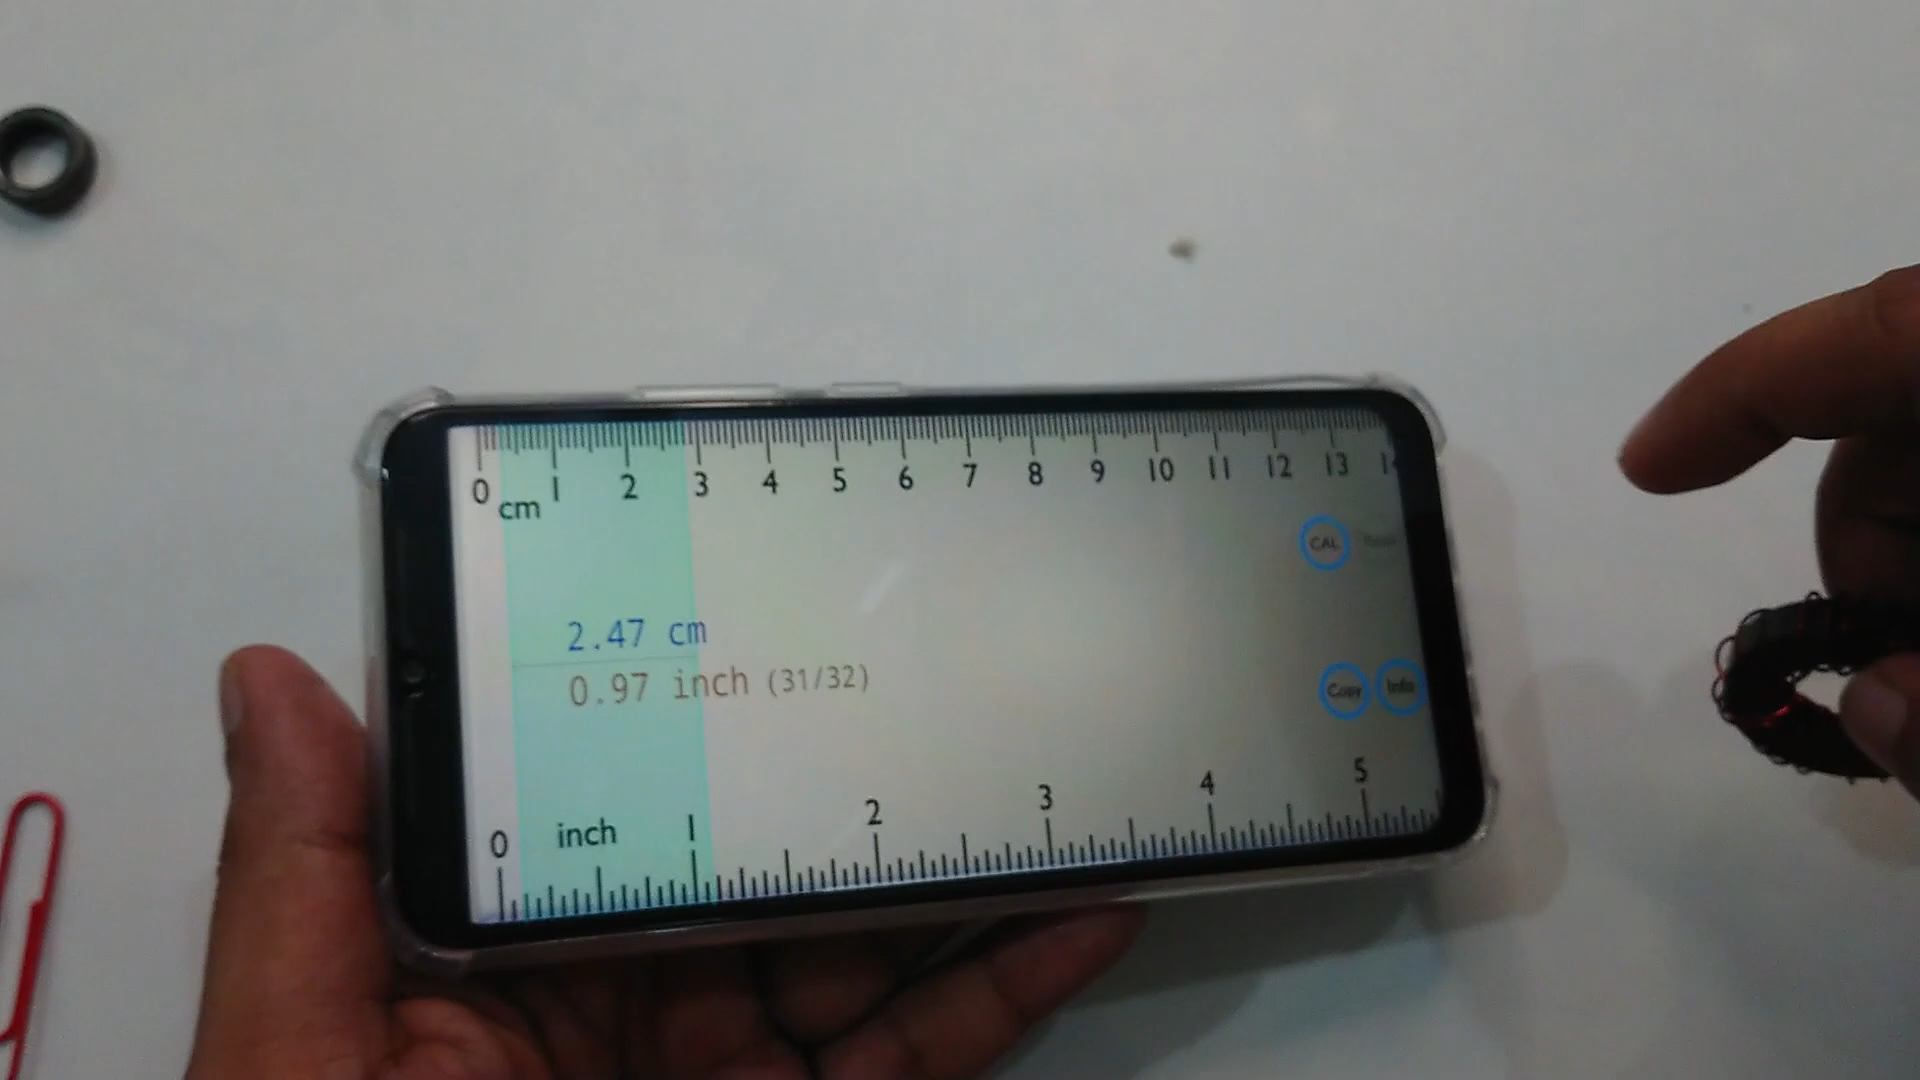 0 1 2 3 4 5 6 7 8 9 10 11 12 13
cm
CAL
2.47 cm
0.97 inch (31/32)
Copy Info
0 inch 1 2 3 4 5